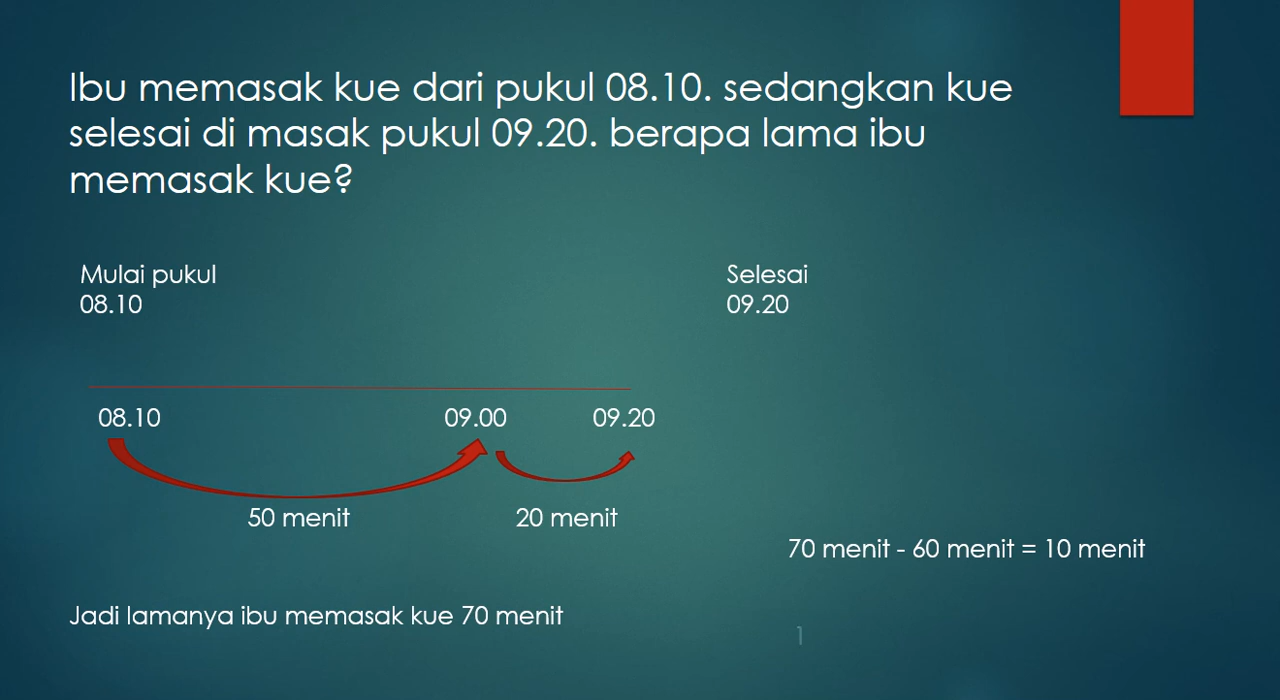 Ibu memasak kue dari pukul 08.10. sedangkan kue
selesai di masak pukul 09.20. berapa lama ibu
memasak kue?
Mulai pukul
08.10
Selesai
09.20
08.10
09.00
09.20
50 menit
20 menit
70 menit - 60 menit = 10 menit
Jadi lamanya ibu memasak kue 70 menit
1